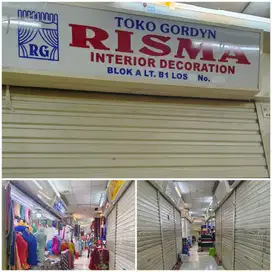 TOKO GORDYN
RISMA
RG
INTERIOR DECORATION
BLOK A LT. B1 LOS No.